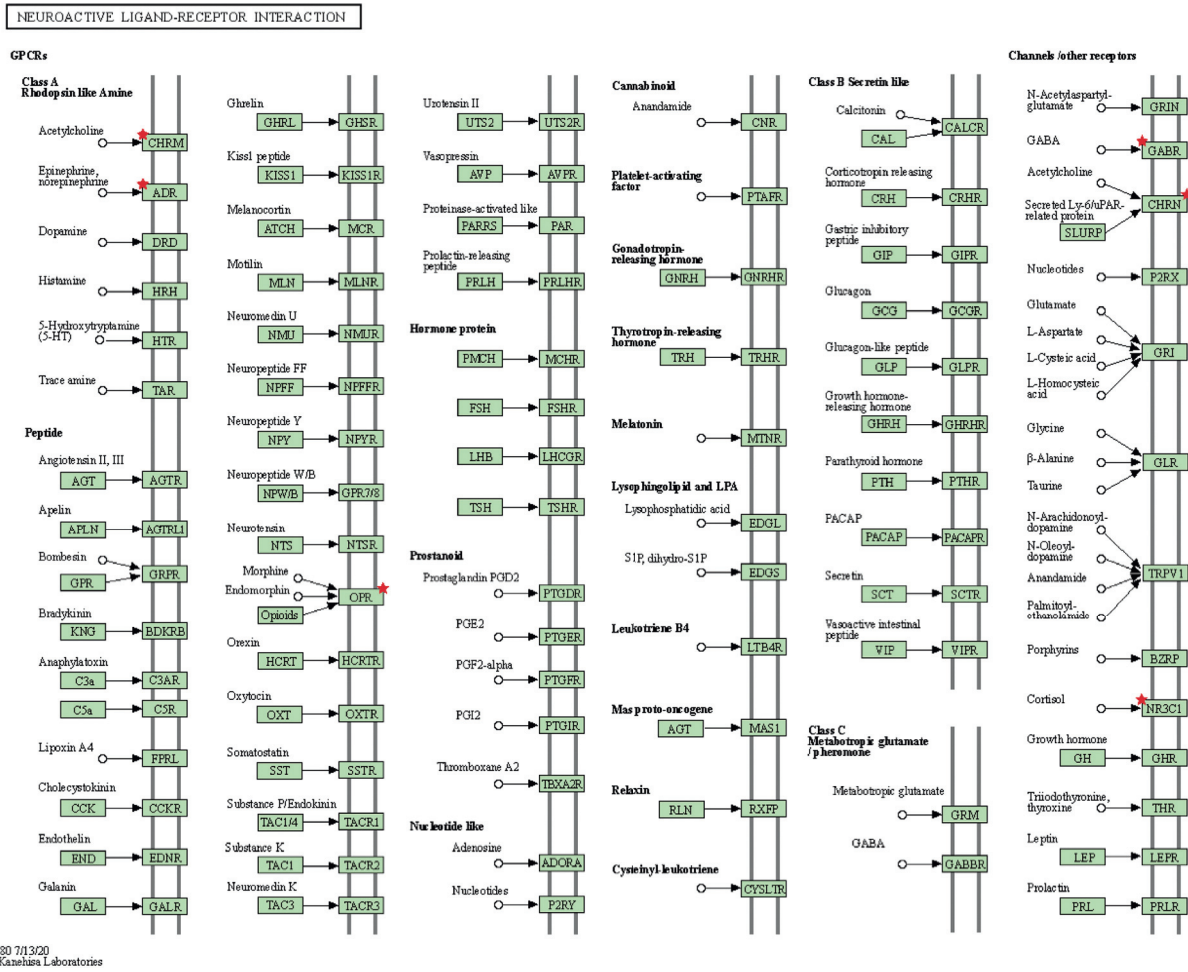 NEUROACTIVE LIGAND-RECEPTOR INTERACTION
GPCRs
Class A
Rhodopsin like Amine
Acetylcholine
CHRM
Epinephrine,
norepinephrine
ADR
Dopamine
DRD
Histamine
HRH
5-Hydroxytryptamine
(5-HT)
HTR
Trace amine
TAR
Peptide
Angiotensin II, III
AGT AGTR
Apelin
APLN AGTRL1
Bombesin
GPR GRPR
Bradykinin
KNG BDKRB
Anaphylatoxin
C3a C3AR
C5a C5R
Lipoxin A4
FPRL
Cholecystokinin
CCK CCKR
Endothelin
END EDNR
Galanin
GAL GALR
Ghrelin
GHRL GHSR
Kiss1 peptide
KISS1 KISS1R
Melanocortin
ATCH MCR
Motilin
MLN MLNR
Neuromedin U
NMU NMUR
Neuropeptide FF
NPFF NPFFR
Neuropeptide Y
NPY NPYR
Neuropeptide W/B
NPW/B GPR7/8
Neurotensin
NTS NTSR
Morphine
Endomorphin
OPR
Opioids
Orexin
HCRT HCRTR
Oxytocin
OXT OXTR
Somatostatin
SST SSTR
Substance P/Endokinin
TAC1/4 TACR1
Substance K
TAC1 TACR2
Neuromedin K
TAC3 TACR3
Urotensin II
UTS2 UTS2R
Vasopressin
AVP AVPR
Proteinase-activated like
PARRS PAR
Prolactin-releasing
peptide
PRLH PRLHR
Hormone protein
PMCH MCHR
FSH FSHR
LHB LHCGR
TSH TSHR
Prostanoid
Prostaglandin PGD2
PTGDR
PGE2
PTGER
PGF2-alpha
PTGFR
PGI2
PTGIR
Thromboxane A2
TBXA2R
Nucleotide like
Adenosine
ADORA
Nucleotides
P2RY
Cannabinoid
Anandamide
CNR
Platelet-activating
factor
PTAFR
Gonadotropin-
releasing hormone
GNRH GNRHR
Thyrotropin-releasing
hormone
TRH TRHR
Melatonin
MTNR
Lysophingolipid and LPA
Lysophosphatidic acid
EDGL
S1P, dihydro-S1P
EDGS
Leukotriene B4
LTB4R
Mas proto-oncogene
AGT MAS1
Relaxin
RLN RXFP
Cysteinyl-leukotriene
CYSLTR
Class B Secretin like
Calcitonin
CAL CALCR
Corticotropin releasing
hormone
CRH CRHR
Gastric inhibitory
peptide
GIP GIPR
Glucagon
GCG GCGR
Glucagon-like peptide
GLP GLPR
Growth hormone-
releasing hormone
GHRH GHRHR
Parathyroid hormone
PTH PTHR
PACAP
PACAP PACAPR
Secretin
SCT SCTR
Vasoactive intestinal
peptide
VIP VIPR
Class C
Metabotropic glutamate
/ pheromone
Metabotropic glutamate
GRM
GABA
GABBR
Channels /other receptors
N-Acetylaspartyl-
glutamate
GRIN
GABA
GABR
Acetylcholine
CHRN
Secreted Ly-6/uPAR-
related protein
SLURP
Nucleotides
P2RX
Glutamate
L-Aspartate
GRI
L-Cysteic acid
L-Homocysteic
acid
Glycine
β-Alanine
GLR
Taurine
N-Arachidonoyl-
dopamine
N-Oleoyl-
dopamine
TRPV1
Anandamide
Palmitoyl-
ethanolamide
Porphyrins
BZRP
Cortisol
NR3C1
Growth hormone
GH GHR
Triiodothyronine,
thyroxine
THR
Leptin
LEP LEPR
Prolactin
PRL PRLR
80 7/13/20
Kanehisa Laboratories